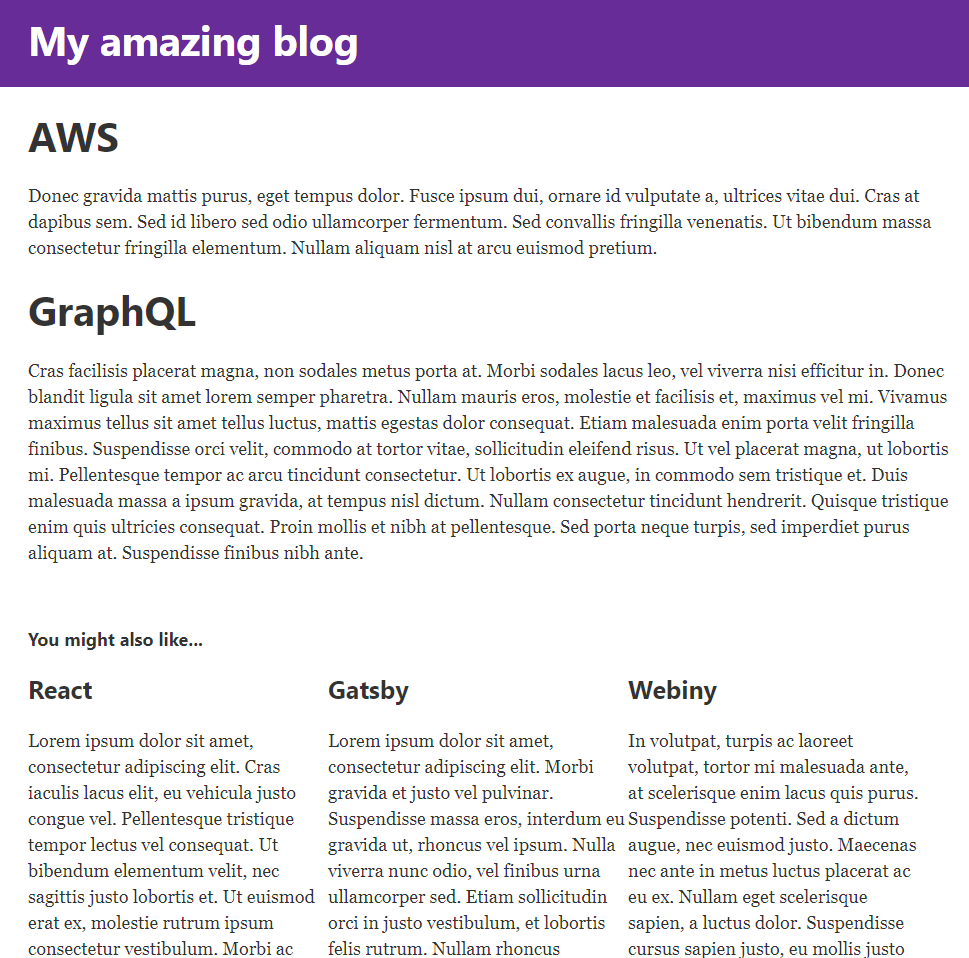 My amazing blog
AWS
Donec gravida mattis purus, eget tempus dolor. Fusce ipsum dui, ornare id vulputate a, ultrices vitae dui. Cras at
dapibus sem. Sed id libero sed odio ullamcorper fermentum. Sed convallis fringilla venenatis. Ut bibendum massa
consectetur fringilla elementum. Nullam aliquam nisl at arcu euismod pretium.
GraphQL
Cras facilisis placerat magna, non sodales metus porta at. Morbi sodales lacus leo, vel viverra nisi efficitur in. Donec
blandit ligula sit amet lorem semper pharetra. Nullam mauris eros, molestie et facilisis et, maximus vel mi. Vivamus
maximus tellus sit amet tellus luctus, mattis egestas dolor consequat. Etiam malesuada enim porta velit fringilla
finibus. Suspendisse orci velit, commodo at tortor vitae, sollicitudin eleifend risus. Ut vel placerat magna, ut lobortis
mi. Pellentesque tempor ac arcu tincidunt consectetur. Ut lobortis ex augue, in commodo sem tristique et. Duis
malesuada massa a ipsum gravida, at tempus nisl dictum. Nullam consectetur tincidunt hendrerit. Quisque tristique
enim quis ultricies consequat. Proin mollis et nibh at pellentesque. Sed porta neque turpis, sed imperdiet purus
aliquam at. Suspendisse finibus nibh ante.
You might also like...
React
Lorem ipsum dolor sit amet,
consectetur adipiscing elit. Cras
iaculis lacus elit, eu vehicula justo
congue vel. Pellentesque tristique
tempor lectus vel consequat. Ut
bibendum elementum velit, nec
sagittis justo lobortis et. Ut euismod
erat ex, molestie rutrum ipsum
consectetur vestibulum. Morbi ac
Gatsby
Lorem ipsum dolor sit amet,
consectetur adipiscing elit. Morbi
gravida et justo vel pulvinar.
Suspendisse massa eros, interdum eu
gravida ut, rhoncus vel ipsum. Nulla
viverra nunc odio, vel finibus urna
ullamcorper sed. Etiam sollicitudin
orci in justo vestibulum, et lobortis
felis rutrum. Nullam rhoncus
Webiny
In volutpat, turpis ac laoreet
volutpat, tortor mi malesuada ante,
at scelerisque enim lacus quis purus.
Suspendisse potenti. Sed a dictum
augue, nec euismod justo. Maecenas
nec ante in metus luctus placerat ac
eu ex. Nullam eget scelerisque
sapien, a luctus dolor. Suspendisse
cursus sapien justo, eu mollis justo